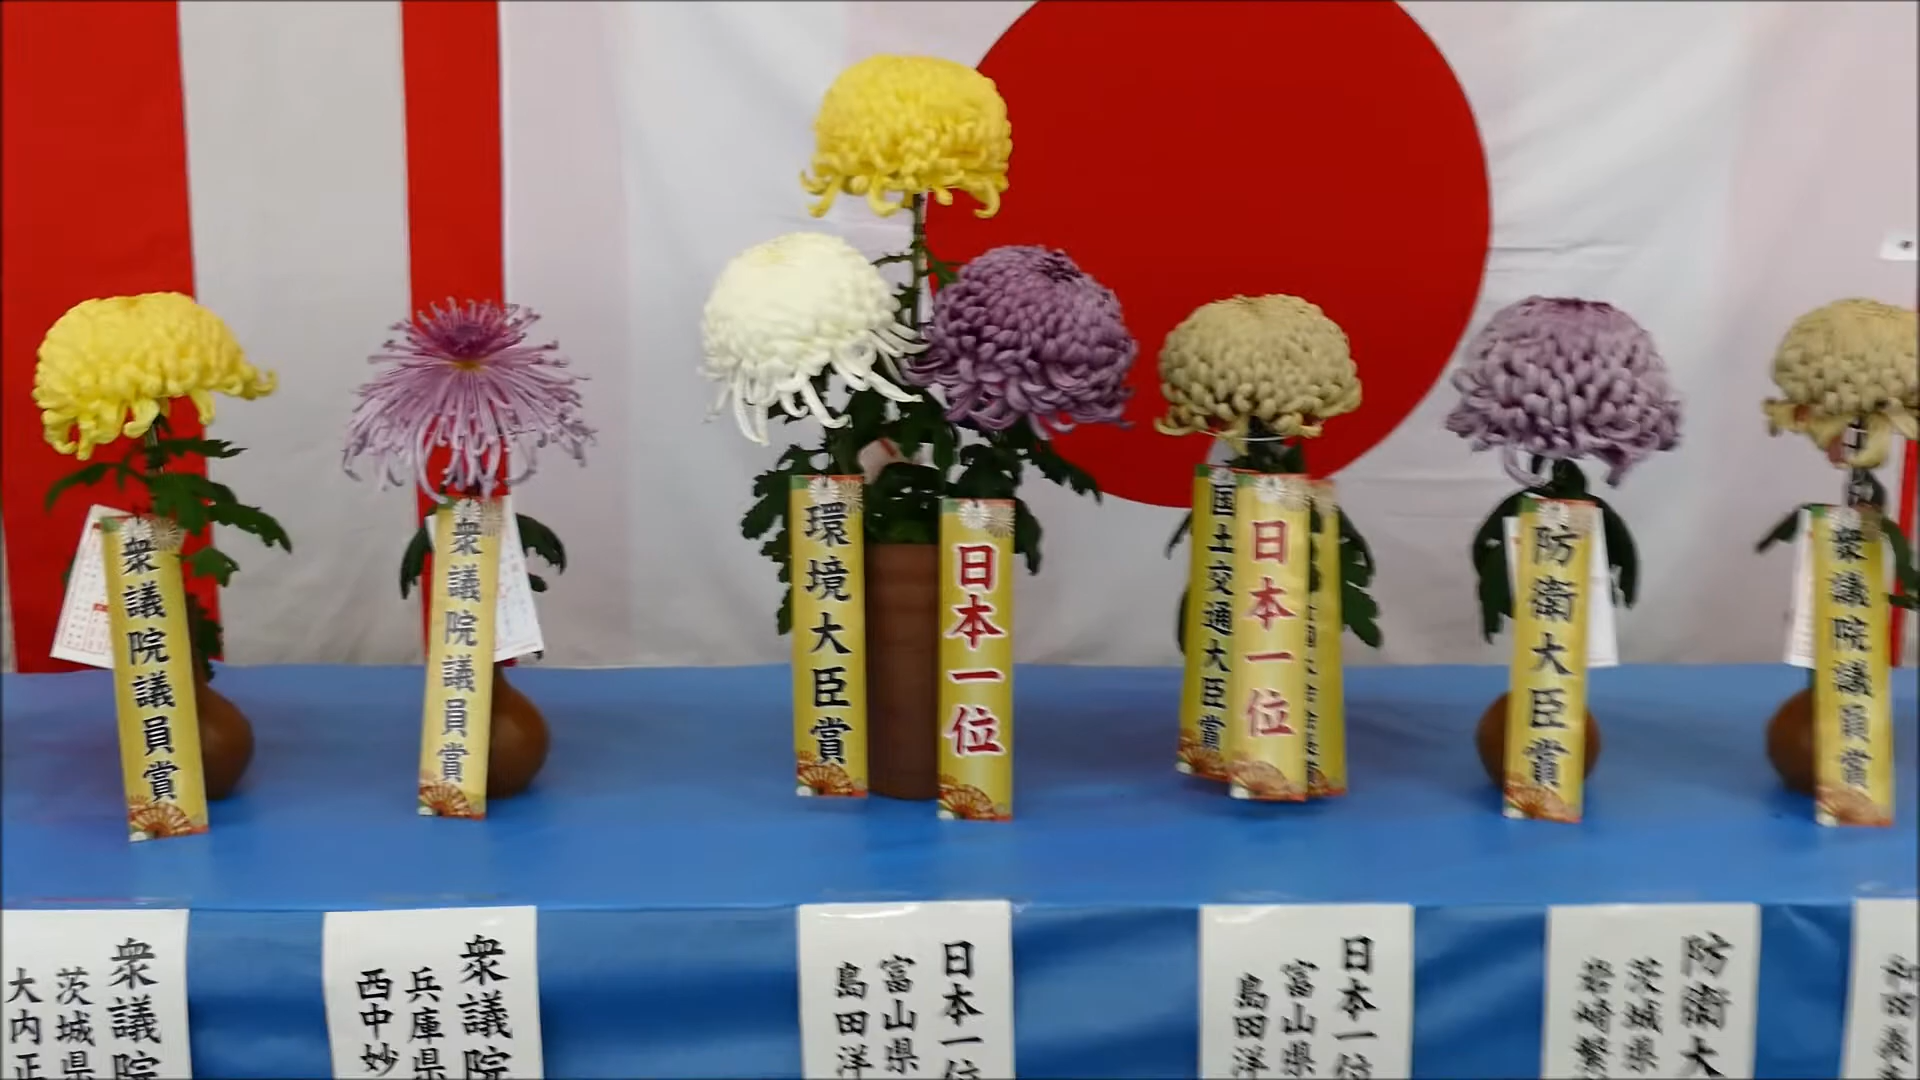 衆議院議員賞
衆議院議員賞
環境大臣賞
日本一位
国土交通大臣賞
日本一位
防衛大臣賞
衆議院議員賞
衆議院
茨城県
大内正
衆議院
兵庫県
西中妙
日本一位
富山県
島田洋
日本一位
富山県
島田洋
防衛大
茨城県
岩崎繁